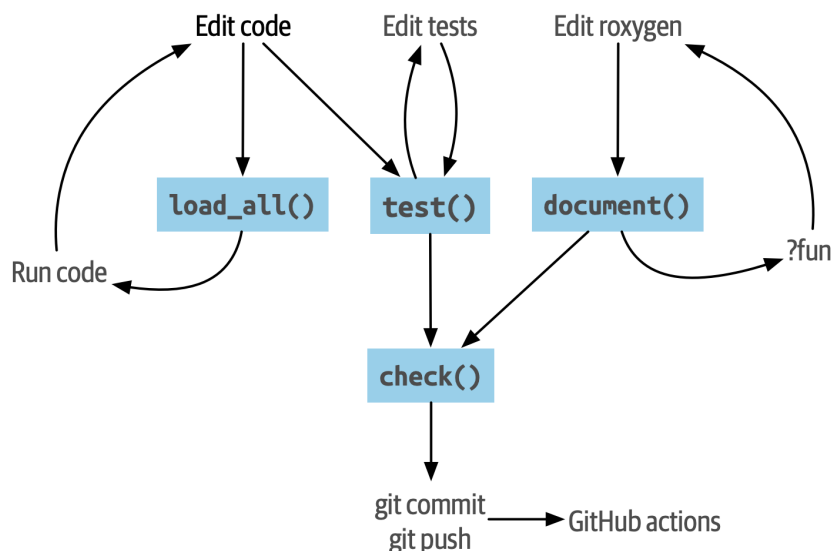 Edit code
Edit tests
Edit roxygen
load_all()
test()
document()
Run code
?fun
check()
git commit
git push
GitHub actions